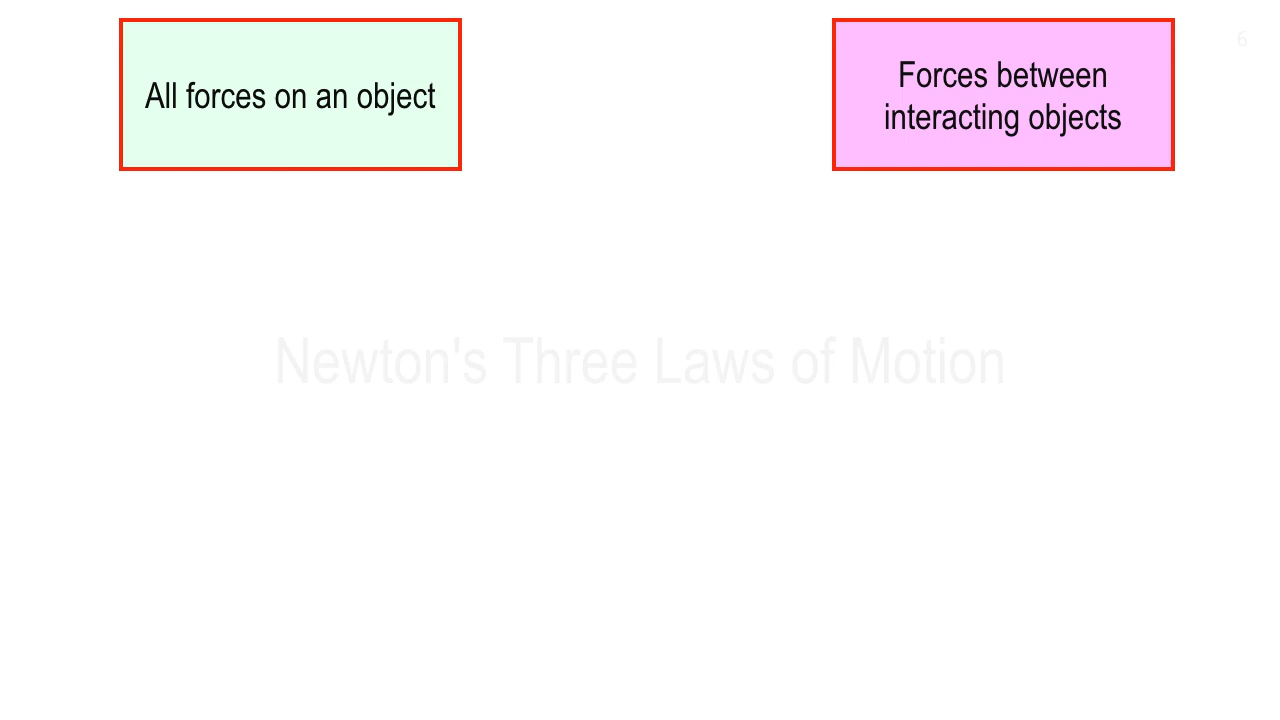 All forces on an object
Forces between
interacting objects
6
Newton's Three Laws of Motion